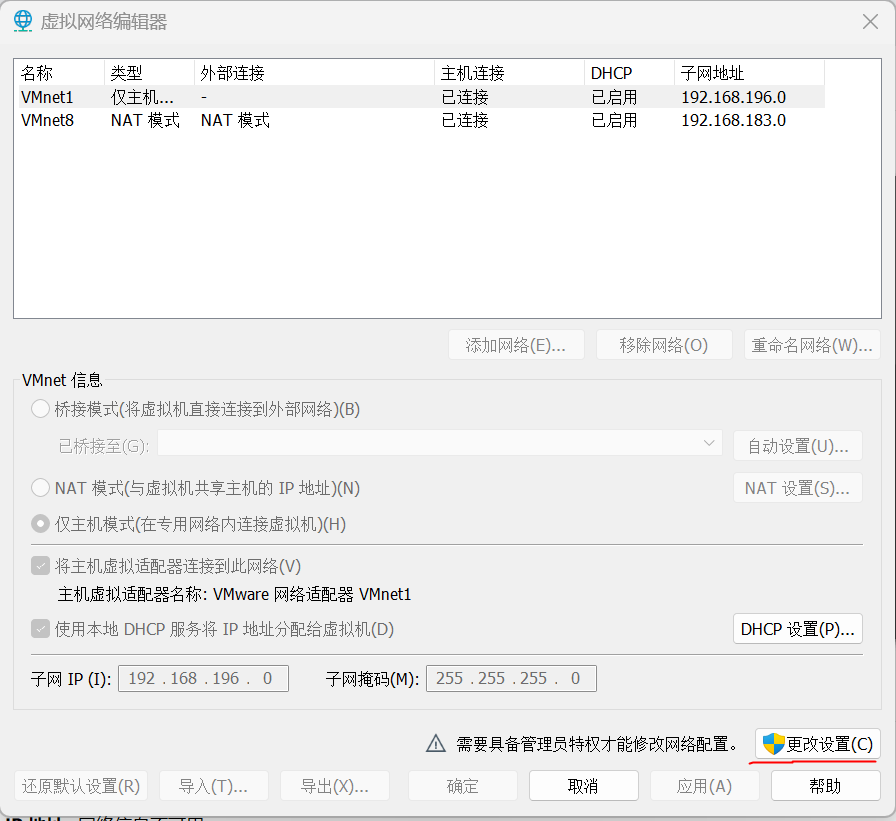 虚拟网络编辑器
名称 类型 外部连接 主机连接 DHCP 子网地址
VMnet1 仅主机... - 已连接 已启用 192.168.196.0
VMnet8 NAT 模式 NAT 模式 已连接 已启用 192.168.183.0
添加网络(E)... 移除网络(O) 重命名网络(W)...
VMnet 信息
桥接模式(将虚拟机直接连接到外部网络)(B)
已桥接至(G): 自动设置(U)...
NAT 模式(与虚拟机共享主机的 IP 地址)(N) NAT 设置(S)...
仅主机模式(在专用网络内连接虚拟机)(H)
将主机虚拟适配器连接到此网络(V)
主机虚拟适配器名称: VMware 网络适配器 VMnet1
使用本地 DHCP 服务将 IP 地址分配给虚拟机(D) DHCP 设置(P)...
子网 IP (I): 192 . 168 . 196 . 0 子网掩码(M): 255 . 255 . 255 . 0
需要具备管理员特权才能修改网络配置。 更改设置(C)
还原默认设置(R) 导入(T)... 导出(X)... 确定 取消 应用(A) 帮助